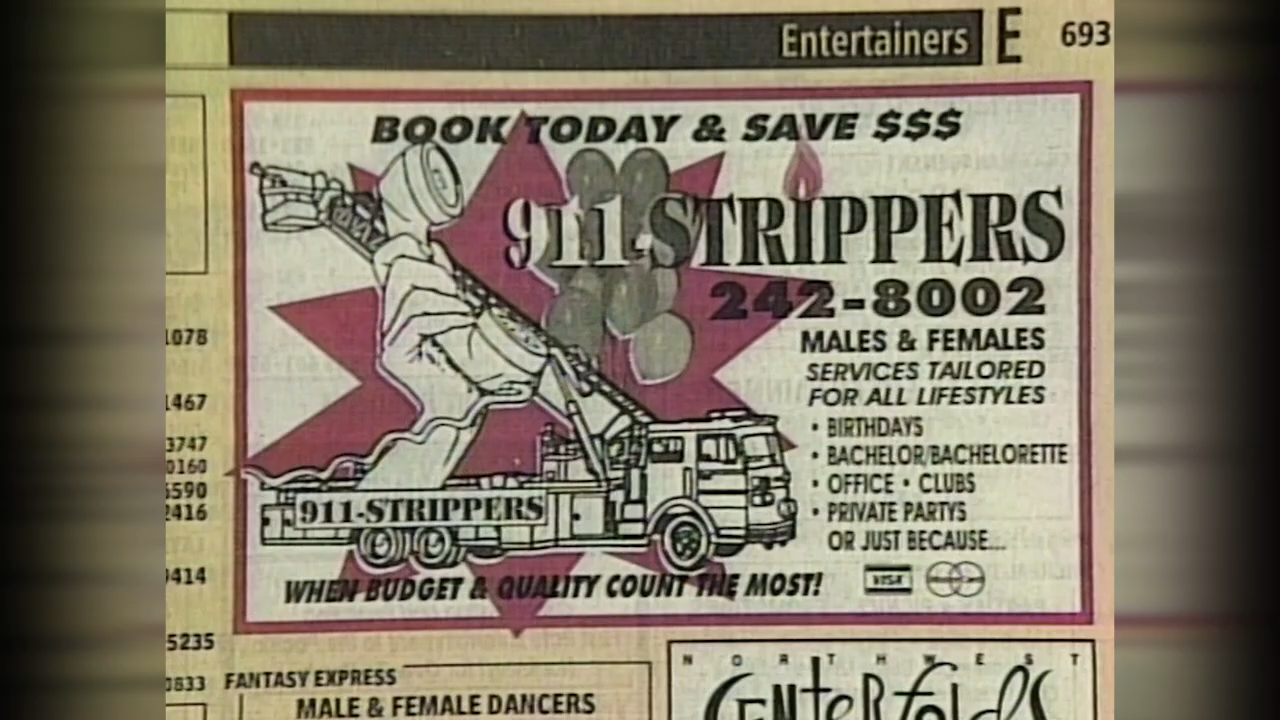 Entertainers E 693
BOOK TODAY & SAVE $$$
911-STRIPPERS
242-8002
MALES & FEMALES
SERVICES TAILORED
FOR ALL LIFESTYLES
• BIRTHDAYS
• BACHELOR/BACHELORETTE
• OFFICE • CLUBS
• PRIVATE PARTYS
OR JUST BECAUSE...
911-STRIPPERS
WHEN BUDGET & QUALITY COUNT THE MOST!
VISA
1078
1467
3747
0160
6590
2416
9414
5235
0833
FANTASY EXPRESS
MALE & FEMALE DANCERS
NORTHWEST
CENterfoldS